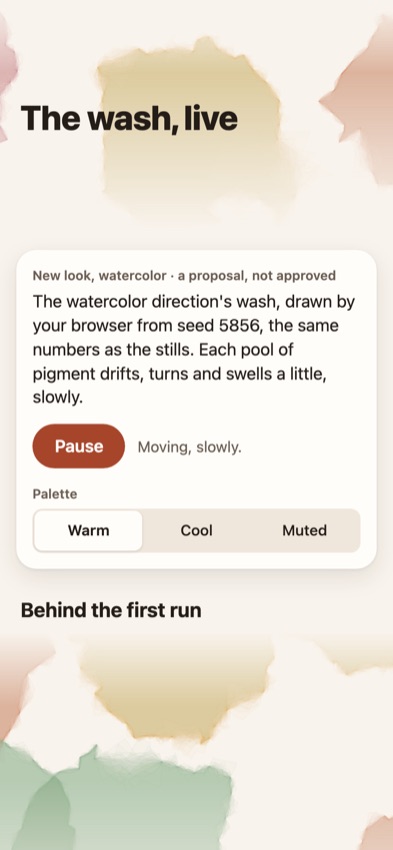 The wash, live
New look, watercolor · a proposal, not approved
The watercolor direction's wash, drawn by
your browser from seed 5856, the same
numbers as the stills. Each pool of
pigment drifts, turns and swells a little,
slowly.
Pause
Moving, slowly.
Palette
Warm
Cool
Muted
Behind the first run